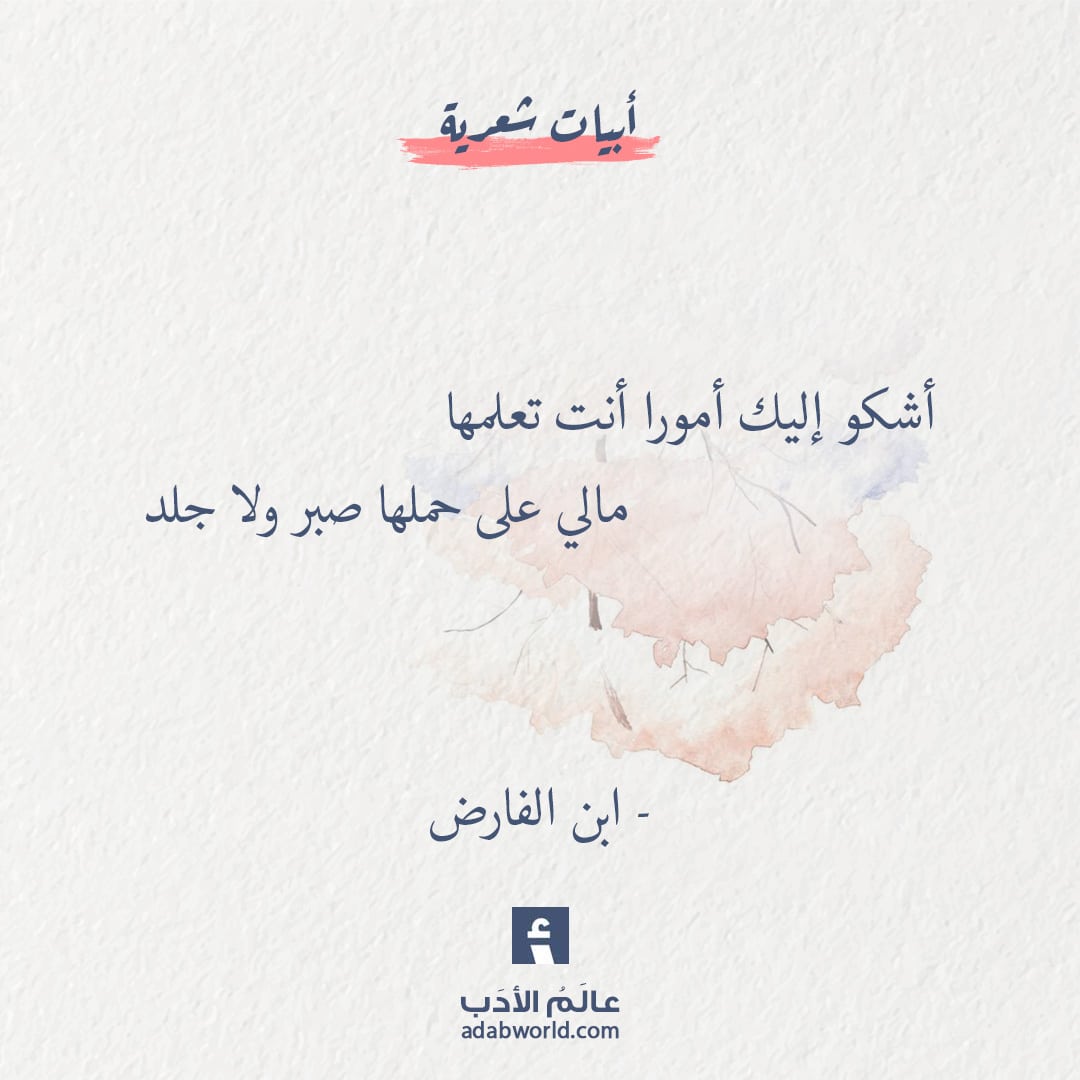 أبيات شعرية
أشكو إليك أمورا أنت تعلمها
مالي على حملها صبر ولا جلد
- ابن الفارض
أ
عالَمُ الأدَب
adabworld.com